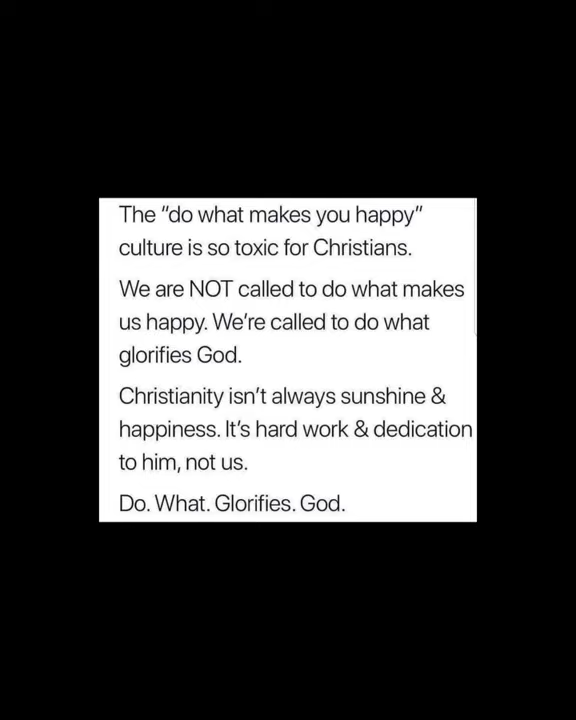 The "do what makes you happy"
culture is so toxic for Christians.
We are NOT called to do what makes
us happy. We're called to do what
glorifies God.
Christianity isn't always sunshine &
happiness. It's hard work & dedication
to him, not us.
Do. What. Glorifies. God.